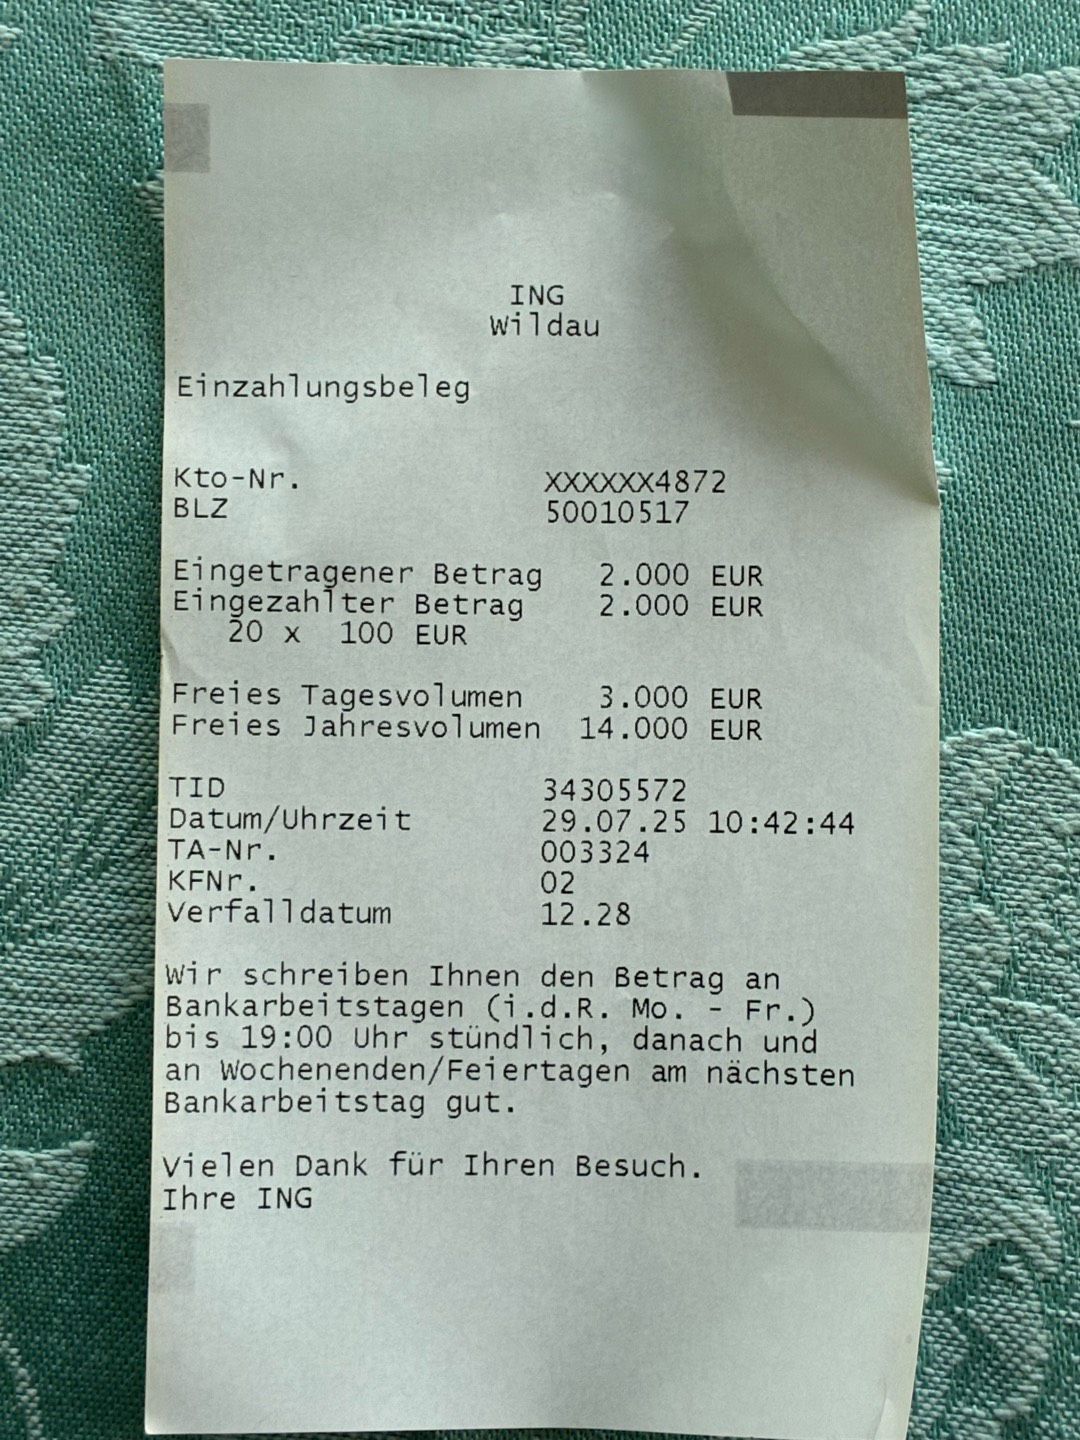 ING
Wildau
Einzahlungsbeleg
Kto-Nr. XXXXXX4872
BLZ 50010517
Eingetragener Betrag 2.000 EUR
Eingezahlter Betrag 2.000 EUR
20 x 100 EUR
Freies Tagesvolumen 3.000 EUR
Freies Jahresvolumen 14.000 EUR
TID 34305572
Datum/Uhrzeit 29.07.25 10:42:44
TA-Nr. 003324
KFNr. 02
Verfalldatum 12.28
Wir schreiben Ihnen den Betrag an
Bankarbeitstagen (i.d.R. Mo. - Fr.)
bis 19:00 Uhr stündlich, danach und
an Wochenenden/Feiertagen am nächsten
Bankarbeitstag gut.
Vielen Dank für Ihren Besuch.
Ihre ING